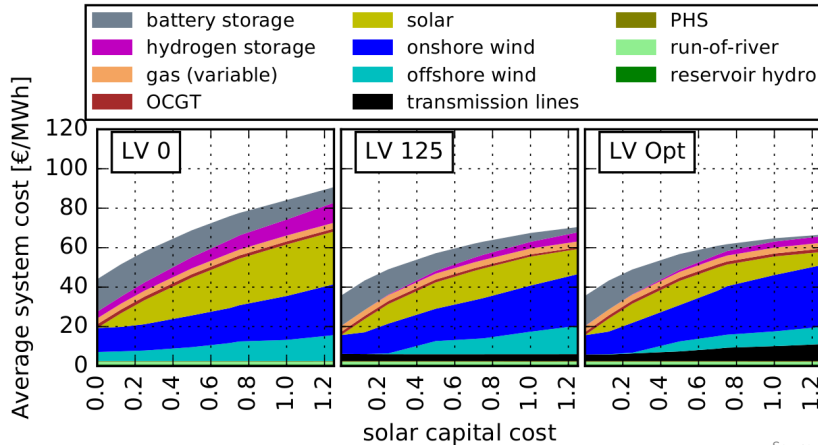 battery storage solar PHS
hydrogen storage onshore wind run-of-river
gas (variable) offshore wind reservoir hydro
OCGT transmission lines
Average system cost [€/MWh]
120
100
80
60
40
20
0
LV 0 LV 125 LV Opt
0.0 0.2 0.4 0.6 0.8 1.0 1.2 0.2 0.4 0.6 0.8 1.0 1.2 0.2 0.4 0.6 0.8 1.0 1.2
solar capital cost